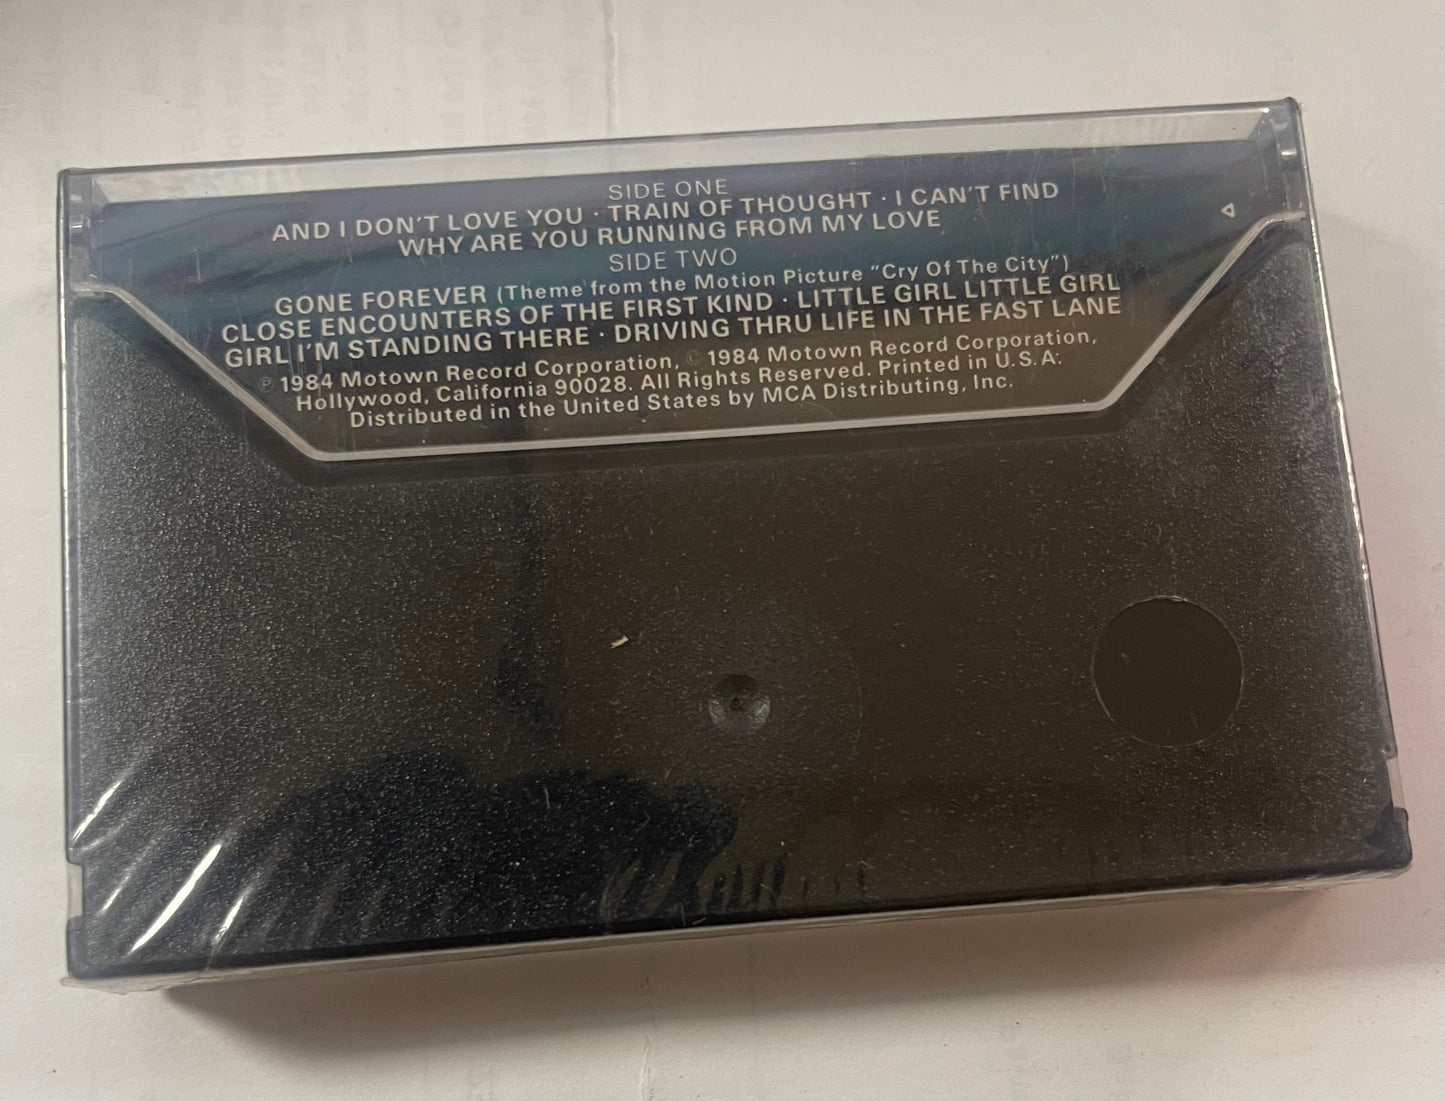 SIDE ONE
AND I DON'T LOVE YOU · TRAIN OF THOUGHT · I CAN'T FIND
WHY ARE YOU RUNNING FROM MY LOVE
SIDE TWO
GONE FOREVER (Theme from the Motion Picture "Cry Of The City")
CLOSE ENCOUNTERS OF THE FIRST KIND · LITTLE GIRL LITTLE GIRL
GIRL I'M STANDING THERE · DRIVING THRU LIFE IN THE FAST LANE
℗ 1984 Motown Record Corporation, © 1984 Motown Record Corporation,
Hollywood, California 90028. All Rights Reserved. Printed in U.S.A.
Distributed in the United States by MCA Distributing, Inc.